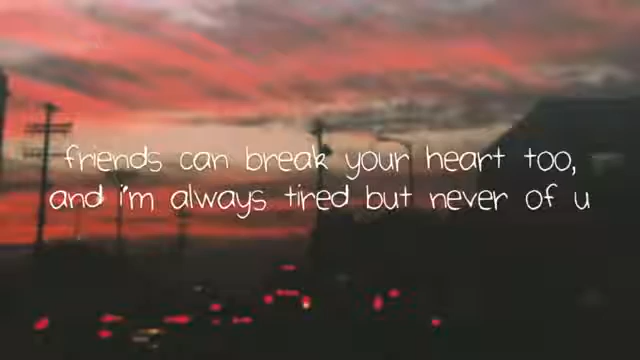 friends can break your heart too,
and i'm always tired but never of u